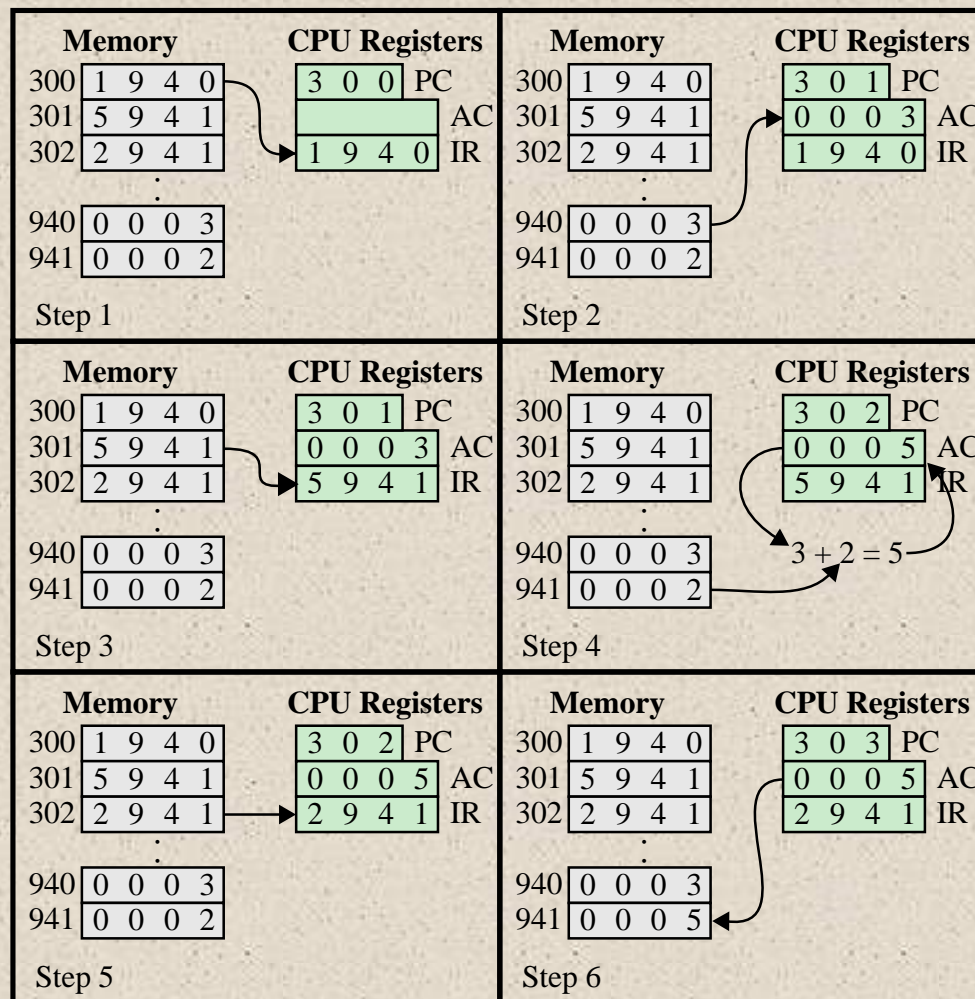 Memory CPU Registers
300 1 9 4 0 3 0 0 PC
301 5 9 4 1 AC
302 2 9 4 1 1 9 4 0 IR
940 0 0 0 3
941 0 0 0 2
Step 1
Memory CPU Registers
300 1 9 4 0 3 0 1 PC
301 5 9 4 1 0 0 0 3 AC
302 2 9 4 1 1 9 4 0 IR
940 0 0 0 3
941 0 0 0 2
Step 2
Memory CPU Registers
300 1 9 4 0 3 0 1 PC
301 5 9 4 1 0 0 0 3 AC
302 2 9 4 1 5 9 4 1 IR
940 0 0 0 3
941 0 0 0 2
Step 3
Memory CPU Registers
300 1 9 4 0 3 0 2 PC
301 5 9 4 1 0 0 0 5 AC
302 2 9 4 1 5 9 4 1 IR
940 0 0 0 3 3 + 2 = 5
941 0 0 0 2
Step 4
Memory CPU Registers
300 1 9 4 0 3 0 2 PC
301 5 9 4 1 0 0 0 5 AC
302 2 9 4 1 2 9 4 1 IR
940 0 0 0 3
941 0 0 0 2
Step 5
Memory CPU Registers
300 1 9 4 0 3 0 3 PC
301 5 9 4 1 0 0 0 5 AC
302 2 9 4 1 2 9 4 1 IR
940 0 0 0 3
941 0 0 0 5
Step 6